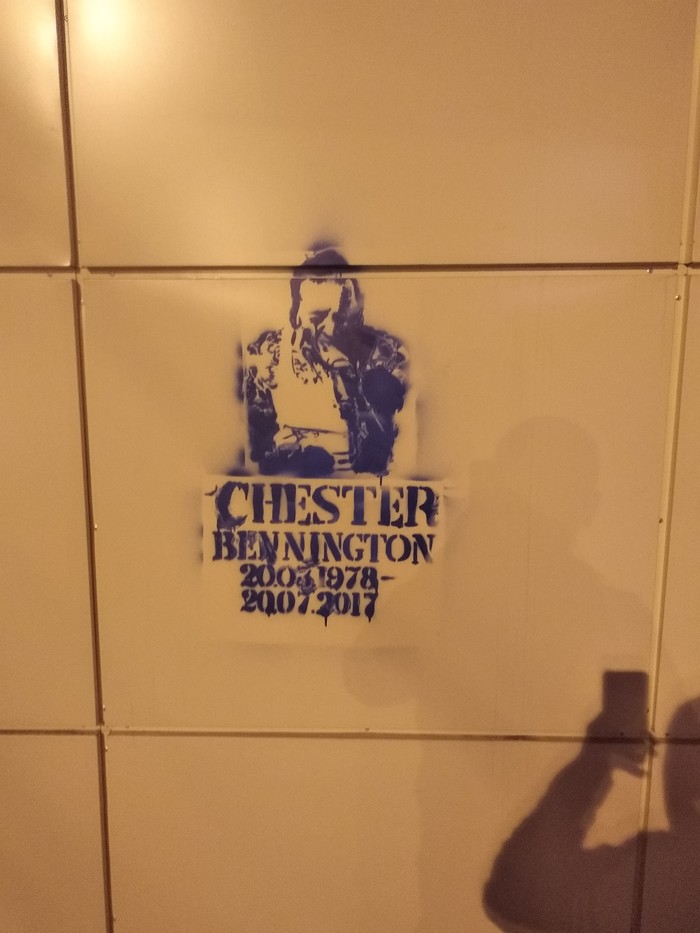 CHESTER
BENNINGTON
20.03.1978-
20.07.2017